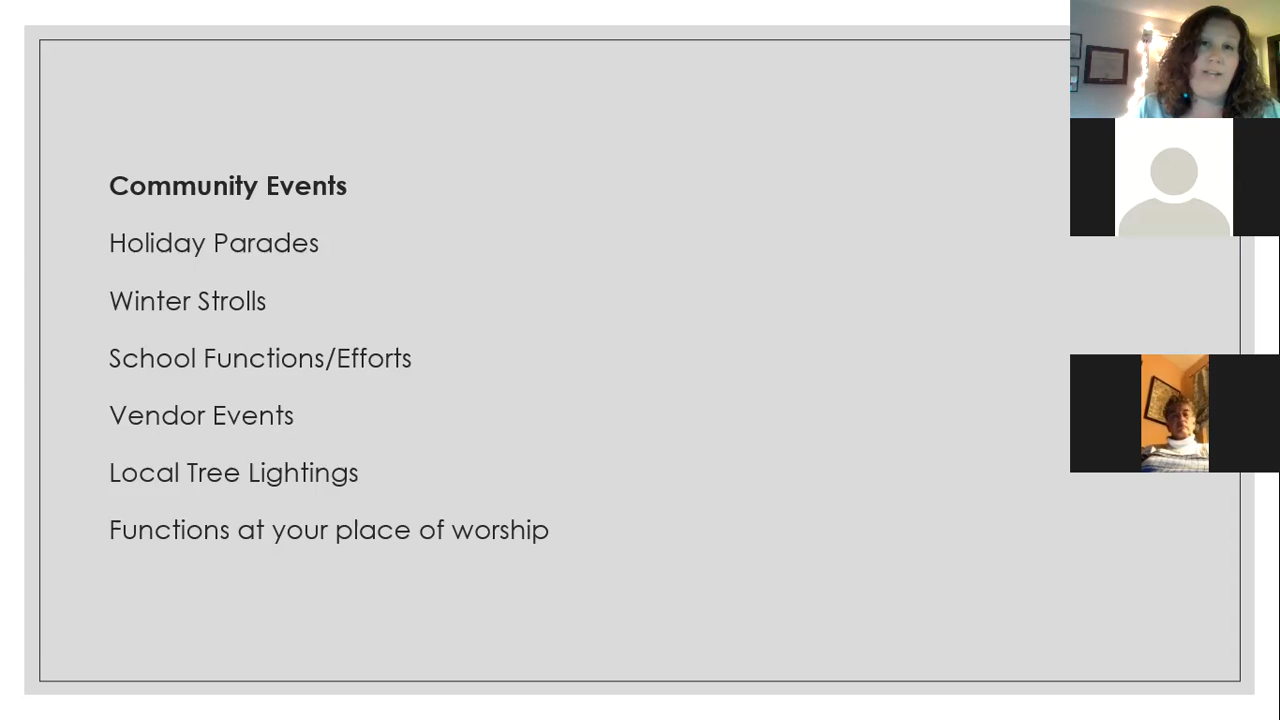 Community Events
Holiday Parades
Winter Strolls
School Functions/Efforts
Vendor Events
Local Tree Lightings
Functions at your place of worship